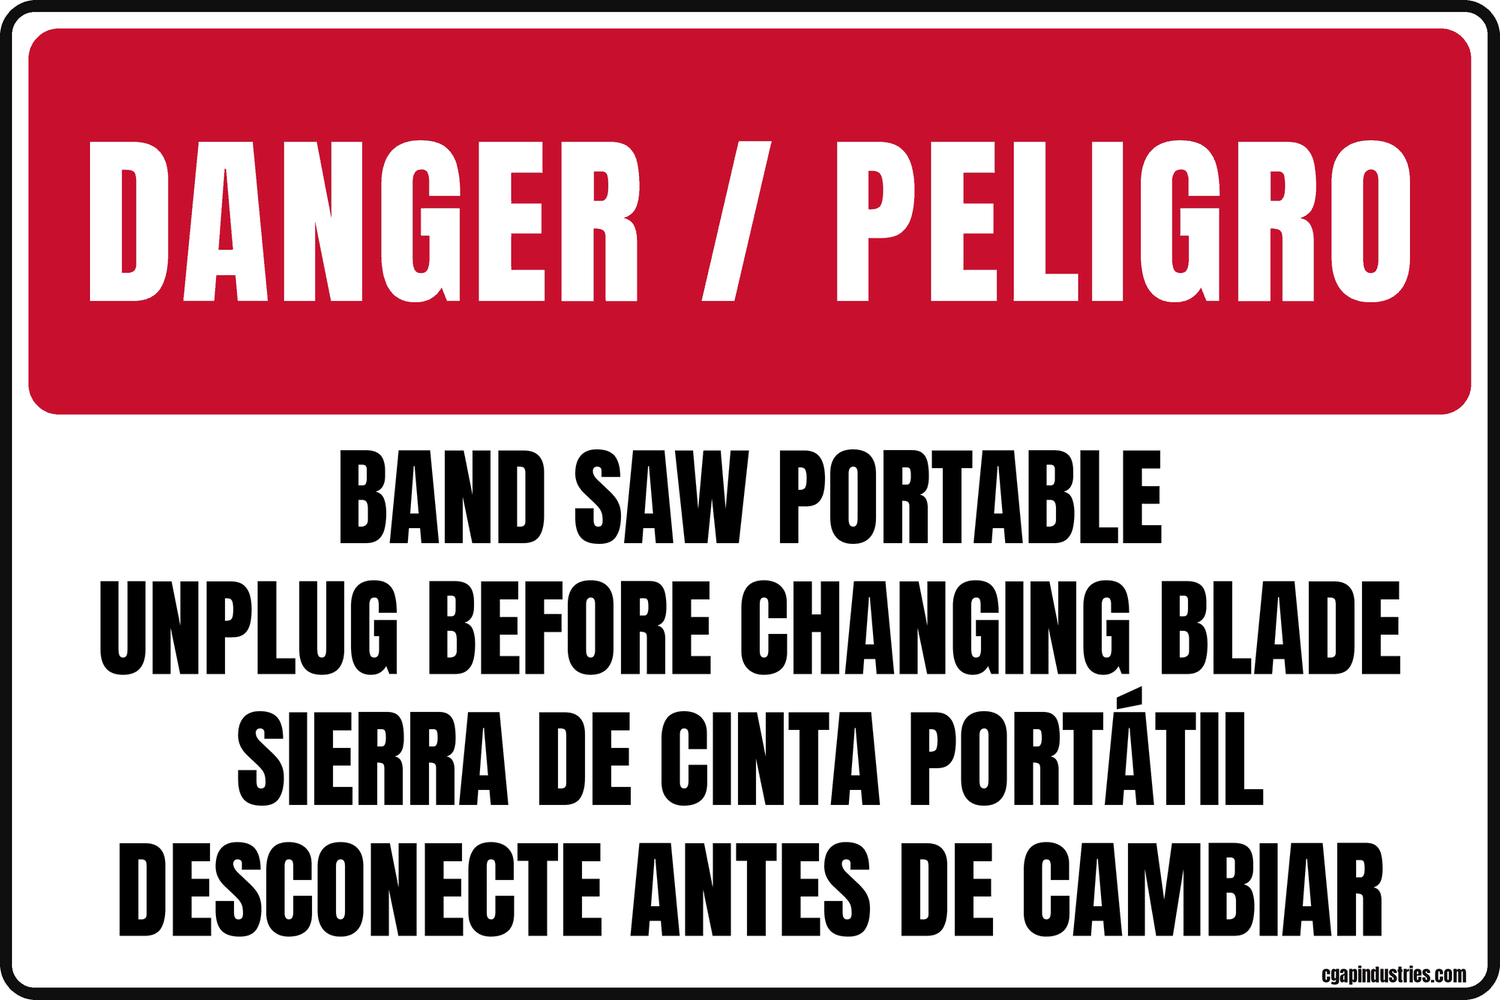 DANGER / PELIGRO
BAND SAW PORTABLE
UNPLUG BEFORE CHANGING BLADE
SIERRA DE CINTA PORTÁTIL
DESCONECTE ANTES DE CAMBIAR
cgapindustries.com